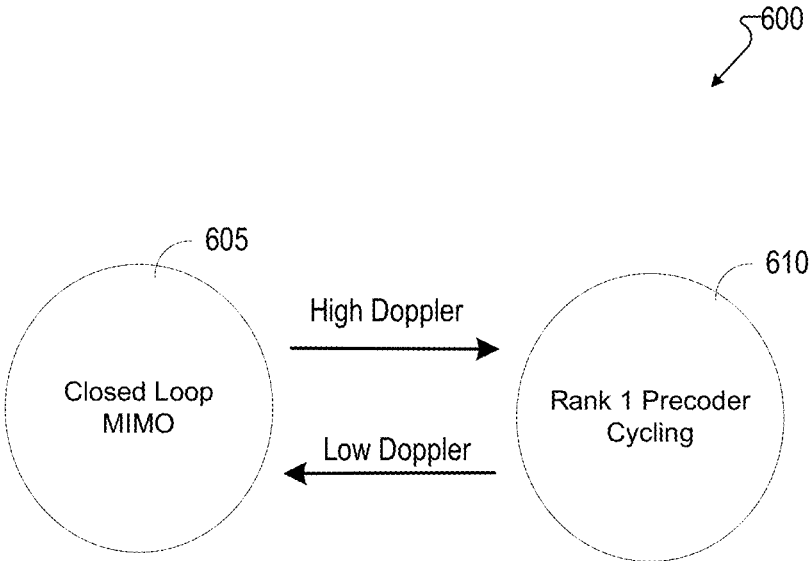 600
605
610
High Doppler
Closed Loop
MIMO
Rank 1 Precoder
Cycling
Low Doppler